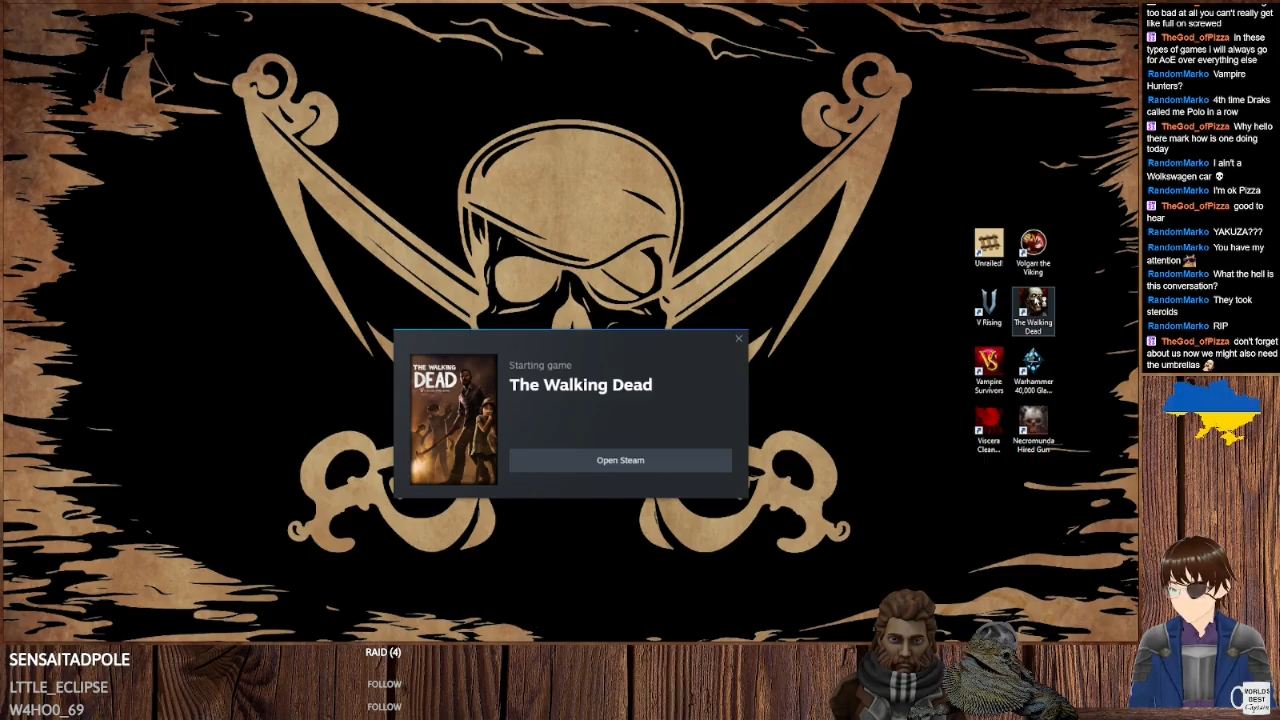 too bad at all you can't really get
like full on screwed
TheGod_ofPizza In these
types of games I will always go
for AoE over everything else
RandomMarko Vampire
Hunters?
RandomMarko 4th time Draks
called me Polo in a row
TheGod_ofPizza Why hello
there mark how is one doing
today
RandomMarko I ain't a
Wolkswagen car
RandomMarko I'm ok Pizza
TheGod_ofPizza good to
hear
RandomMarko YAKUZA???
RandomMarko You have my
attention
RandomMarko What the hell is
this conversation?
RandomMarko They took
steroids
RandomMarko RIP
TheGod_ofPizza don't forget
about us now we might also need
the umbrellas
Unrailed!
Volgarr the
Viking
V Rising
The Walking
Dead
Vampire
Survivors
Warhammer
40,000 Gla...
Viscera
Clean...
Necromunda
Hired Gun
THE WALKING
DEAD
Starting game
The Walking Dead
Open Steam
SENSAITADPOLE
RAID (4)
LTTLE_ECLIPSE
FOLLOW
W4HO0_69
FOLLOW
WORLD'S
BEST
Captain